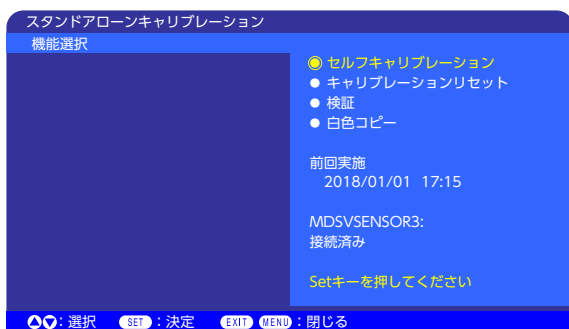 スタンドアローンキャリブレーション
機能選択
セルフキャリブレーション
キャリブレーションリセット
検証
白色コピー
前回実施
2018/01/01 17:15
MDSVSENSOR3:
接続済み
Setキーを押してください
：選択 SET：決定 EXIT MENU：閉じる